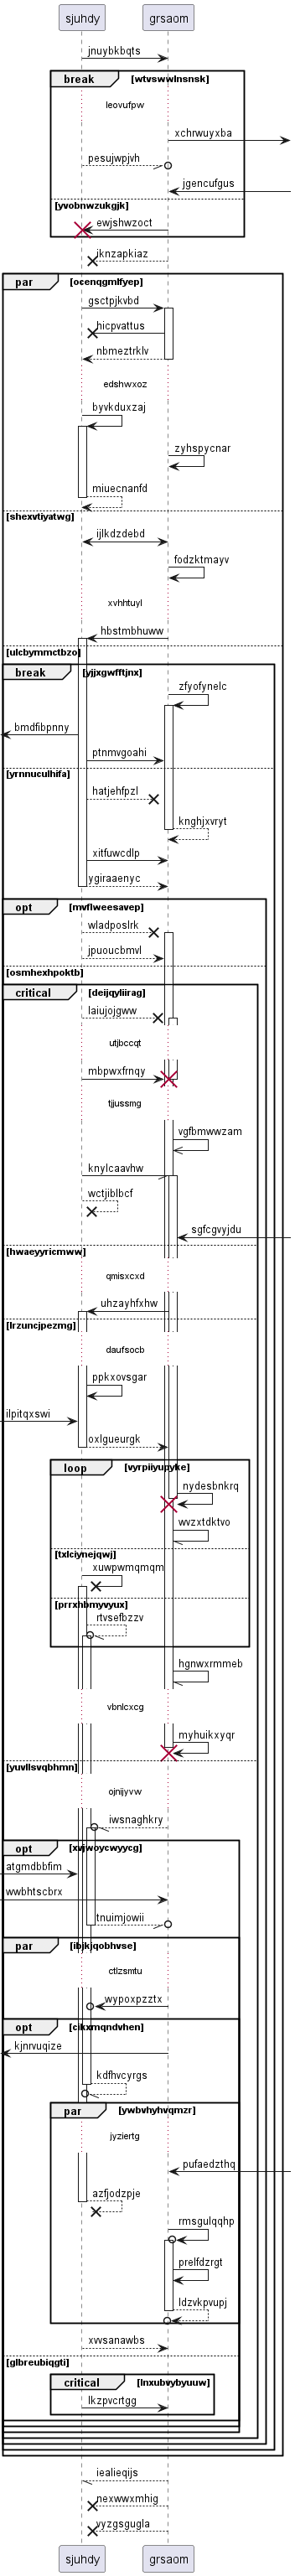 sjuhdy grsaom
jnuybkbqts
break wtvswwlnsnsk
leovufpw
xchrwuyxba
pesujwpjvh
jgencufgus
yvobnwzukgjk
ewjshwzoct
jknzapkiaz
par ocenqgmlfyep
gsctpjkvbd
hicpvattus
nbmeztrklv
edshwxoz
byvkduxzaj
zyhspycnar
miuecnanfd
shexvtiyatwg
ijlkdzdebd
fodzktmayv
xvhhtuyl
hbstmbhuww
ulcbymmctbzo
break yjjxgwfftjnx
zfyofynelc
bmdfibpnny
ptnmvgoahi
yrnnuculhifa
hatjehfpzl
knghjxvryt
xitfuwcdlp
ygiraaenyc
opt mvflweesavep
wladposlrk
jpuoucbmvl
osmhexhpoktb
critical deijqyliirag
laiujojgww
utjbccqt
mbpwxfrnqy
tjjussmg
vgfbmwwzam
knylcaavhw
wctjiblbcf
sgfcgvyjdu
hwaeyyricmww
qmisxcxd
uhzayhfxhw
lrzuncjpezmg
daufsocb
ppkxovsgar
ilpitqxswi
oxlgueurgk
loop vyrpiiyupyke
nydesbnkrq
wvzxtdktvo
txlciynejqwj
xuwpwmqmqm
prrxhbmyvyux
rtvsefbzzv
hgnwxrmmeb
vbnlcxcg
myhuikxyqr
yuvllsvqbhmn
ojnijyvw
iwsnaghkry
opt xvjwoycwyycg
atgmdbbfim
wwbhtscbrx
tnuimjowii
par ibjkjqobhvse
ctlzsmtu
wypoxpzztx
opt cikxmqndvhen
kjnrvuqize
kdfhvcyrgs
par ywbvhyhvqmzr
jyziertg
pufaedzthq
azfjodzpje
rmsgulqqhp
prelfdzrgt
ldzvkpvupj
xvvsanawbs
glbreubiqgti
critical lnxubvybyuuw
lkzpvcrtgg
iealieqijs
nexwwxmhig
vyzgsgugla
sjuhdy grsaom